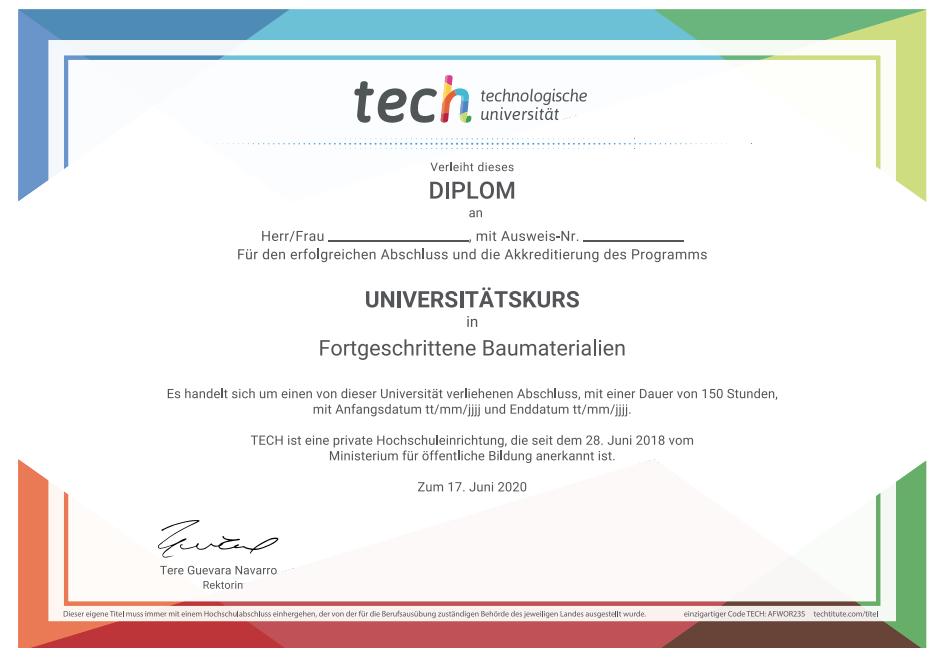 tech technologische
universität
Verleiht dieses
DIPLOM
an
Herr/Frau ____________________, mit Ausweis-Nr. ______________
Für den erfolgreichen Abschluss und die Akkreditierung des Programms
UNIVERSITÄTSKURS
in
Fortgeschrittene Baumaterialien
Es handelt sich um einen von dieser Universität verliehenen Abschluss, mit einer Dauer von 150 Stunden,
mit Anfangsdatum tt/mm/jjjj und Enddatum tt/mm/jjjj.
TECH ist eine private Hochschuleinrichtung, die seit dem 28. Juni 2018 vom
Ministerium für öffentliche Bildung anerkannt ist.
Zum 17. Juni 2020
Tere Guevara Navarro
Rektorin
Dieser eigene Titel muss immer mit einem Hochschulabschluss einhergehen, der von der für die Berufsausübung zuständigen Behörde des jeweiligen Landes ausgestellt wurde. einzigartiger Code TECH: AFWOR235 techtitute.com/titel